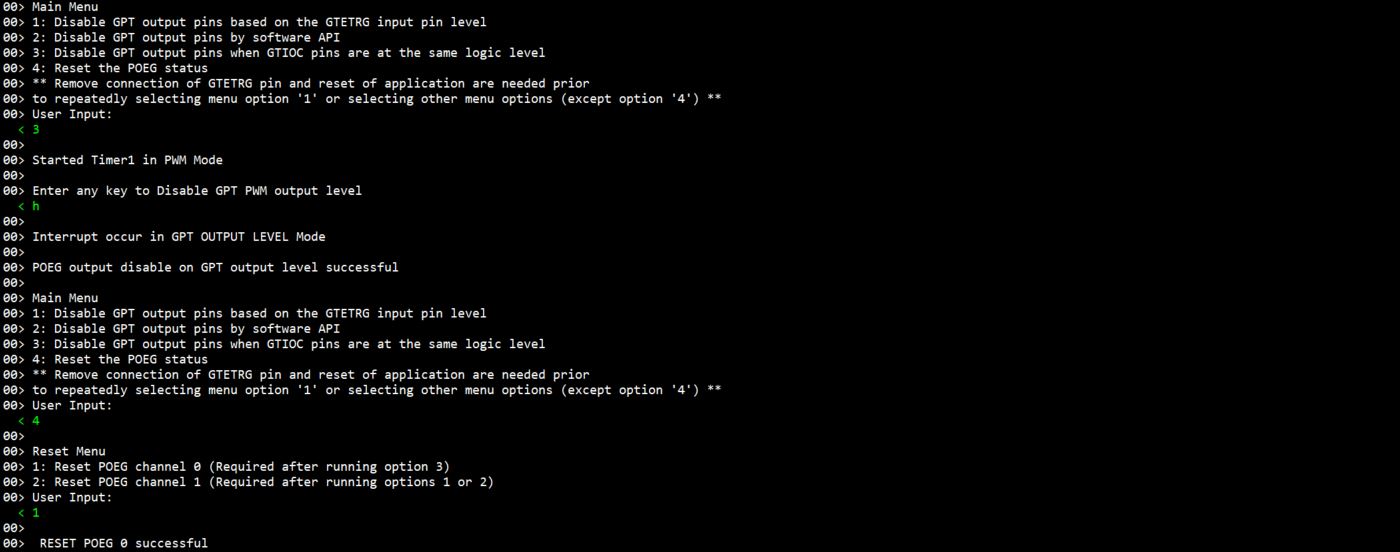 00> Main Menu
00> 1: Disable GPT output pins based on the GTETRG input pin level
00> 2: Disable GPT output pins by software API
00> 3: Disable GPT output pins when GTIOC pins are at the same logic level
00> 4: Reset the POEG status
00> ** Remove connection of GTETRG pin and reset of application are needed prior
00> to repeatedly selecting menu option '1' or selecting other menu options (except option '4') **
00> User Input:
< 3
00>
00> Started Timer1 in PWM Mode
00>
00> Enter any key to Disable GPT PWM output level
< h
00>
00> Interrupt occur in GPT OUTPUT LEVEL Mode
00>
00> POEG output disable on GPT output level successful
00>
00> Main Menu
00> 1: Disable GPT output pins based on the GTETRG input pin level
00> 2: Disable GPT output pins by software API
00> 3: Disable GPT output pins when GTIOC pins are at the same logic level
00> 4: Reset the POEG status
00> ** Remove connection of GTETRG pin and reset of application are needed prior
00> to repeatedly selecting menu option '1' or selecting other menu options (except option '4') **
00> User Input:
< 4
00>
00> Reset Menu
00> 1: Reset POEG channel 0 (Required after running option 3)
00> 2: Reset POEG channel 1 (Required after running options 1 or 2)
00> User Input:
< 1
00>
00>  RESET POEG 0 successful